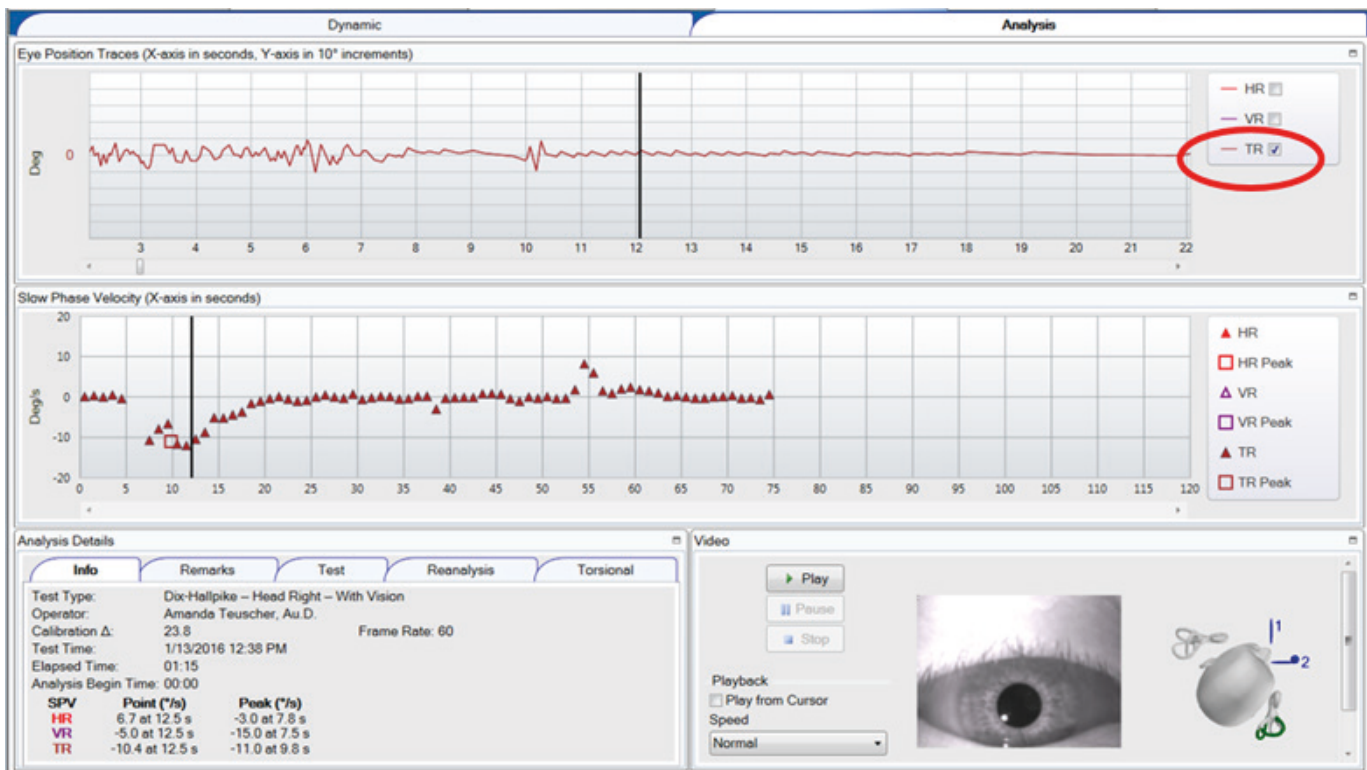 Dynamic
Analysis
Eye Position Traces (X-axis in seconds, Y-axis in 10° increments)
HR
VR
TR
Deg
0
3 4 5 6 7 8 9 10 11 12 13 14 15 16 17 18 19 20 21 22
Slow Phase Velocity (X-axis in seconds)
20
10
0
-10
-20
Deg/s
0 5 10 15 20 25 30 35 40 45 50 55 60 65 70 75 80 85 90 95 100 105 110 115 120
HR
HR Peak
VR
VR Peak
TR
TR Peak
Analysis Details
Info Remarks Test Reanalysis Torsional
Test Type: Dix-Hallpike – Head Right – With Vision
Operator: Amanda Teuscher, Au.D.
Calibration Δ: 23.8 Frame Rate: 60
Test Time: 1/13/2016 12:38 PM
Elapsed Time: 01:15
Analysis Begin Time: 00:00
SPV Point (°/s) Peak (°/s)
HR 6.7 at 12.5 s -3.0 at 7.8 s
VR -5.0 at 12.5 s -15.0 at 7.5 s
TR -10.4 at 12.5 s -11.0 at 9.8 s
Video
Play
Pause
Stop
Playback
Play from Cursor
Speed
Normal
1
2